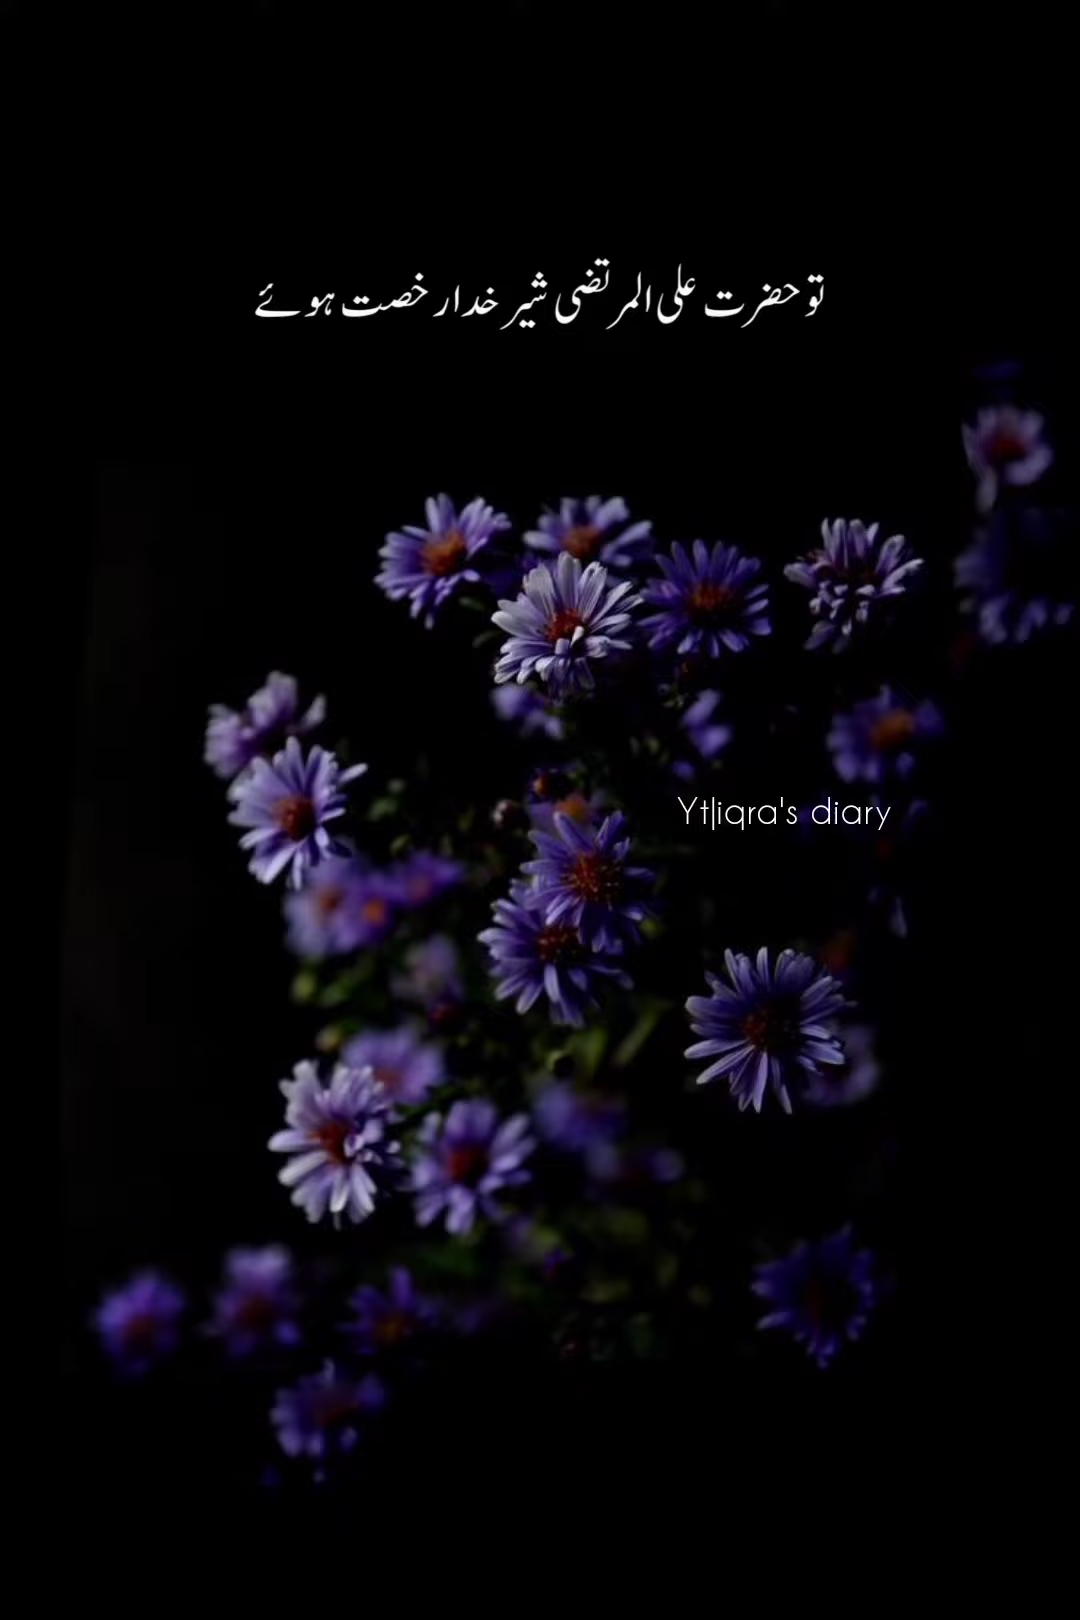 تو حضرت علی المرتضی شیر خدا رخصت ہوئے
Yt|iqra's diary